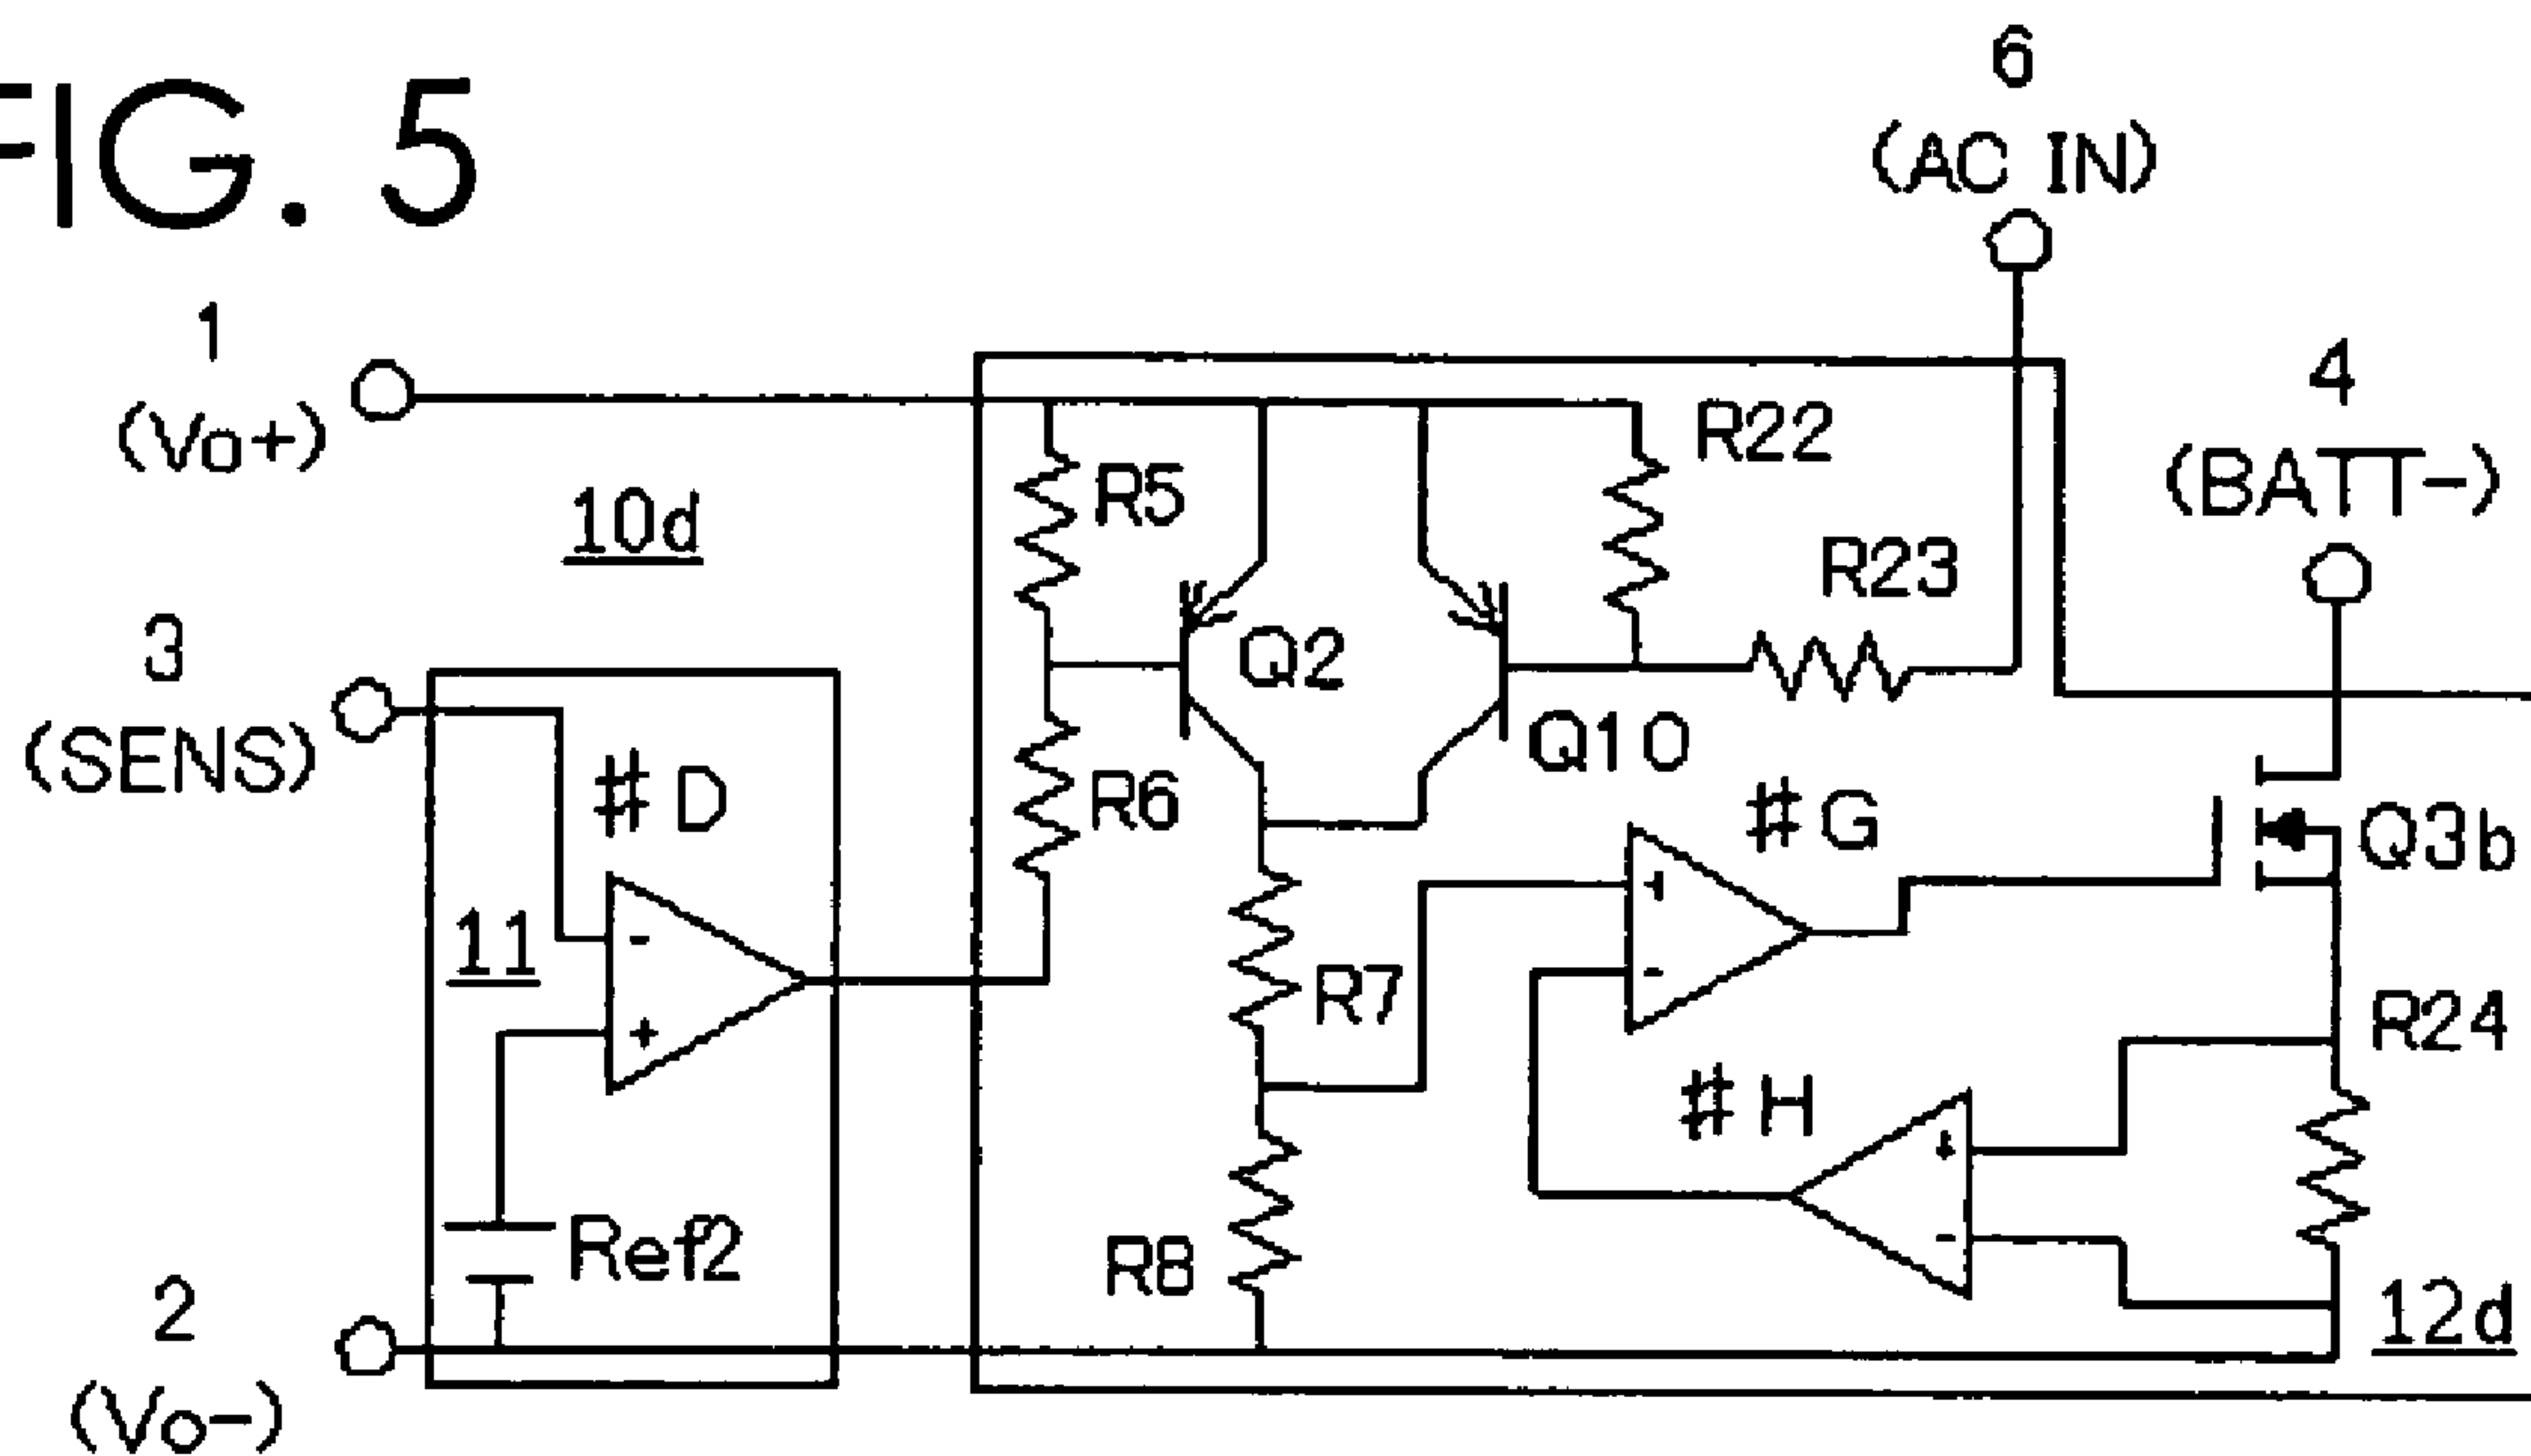 FIG. 5
6
(AC IN)
1
(Vo+)
4
(BATT-)
R22
R5
10d
R23
3
(SENS)
Q2
Q10
# D
R6
# G
Q3b
+
-
11
-
+
R7
R24
# H
+
-
Ref2
R8
2
(Vo-)
12d